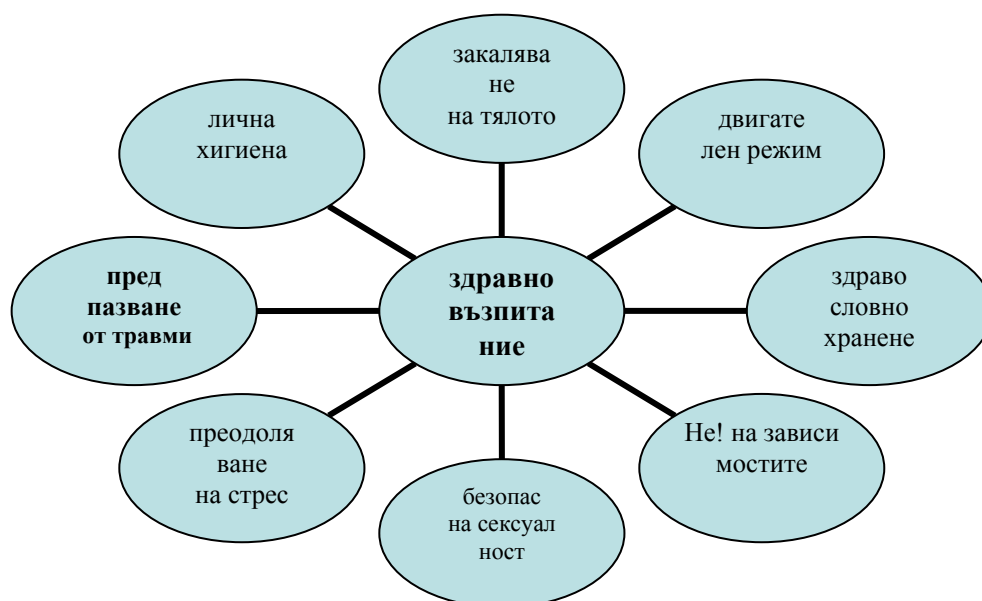 закалява
не
на тялото
лична
хигиена
двигате
лен режим
пред
пазване
от травми
здравно
възпита
ние
здраво
словно
хранене
преодоля
ване
на стрес
Не! на зависи
мостите
безопас
на сексуал
ност